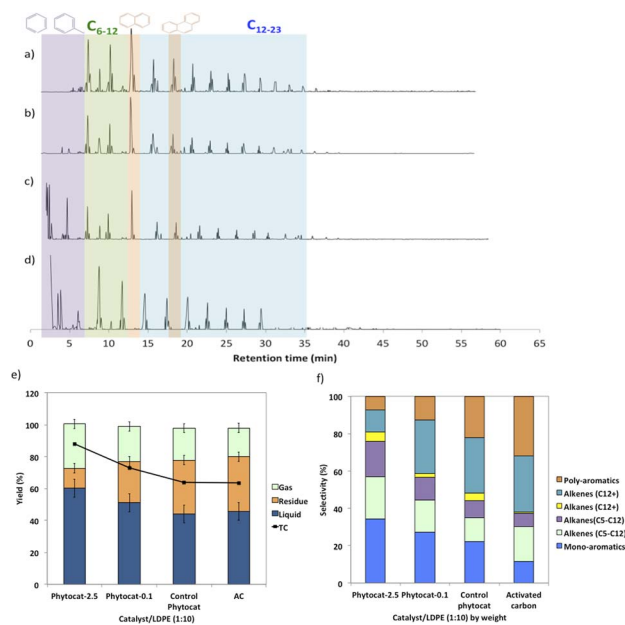 C6-12
C12-23
a)
b)
c)
d)
0 5 10 15 20 25 30 35 40 45 50 55 60 65
Retention time (min)
e)
120
100
80
60
40
20
0
Yield (%)
Gas
Residue
Liquid
TC
Phytocat-2.5 Phytocat-0.1 Control Phytocat AC
Catalyst/LDPE (1:10)
f)
100
80
60
40
20
0
Selectivity (%)
Poly-aromatics
Alkenes (C12+)
Alkanes (C12+)
Alkanes(C5-C12)
Alkenes (C5-C12)
Mono-aromatics
Phytocat-2.5 Phytocat-0.1 Control phytocat Activated carbon
Catalyst/LDPE (1:10) by weight